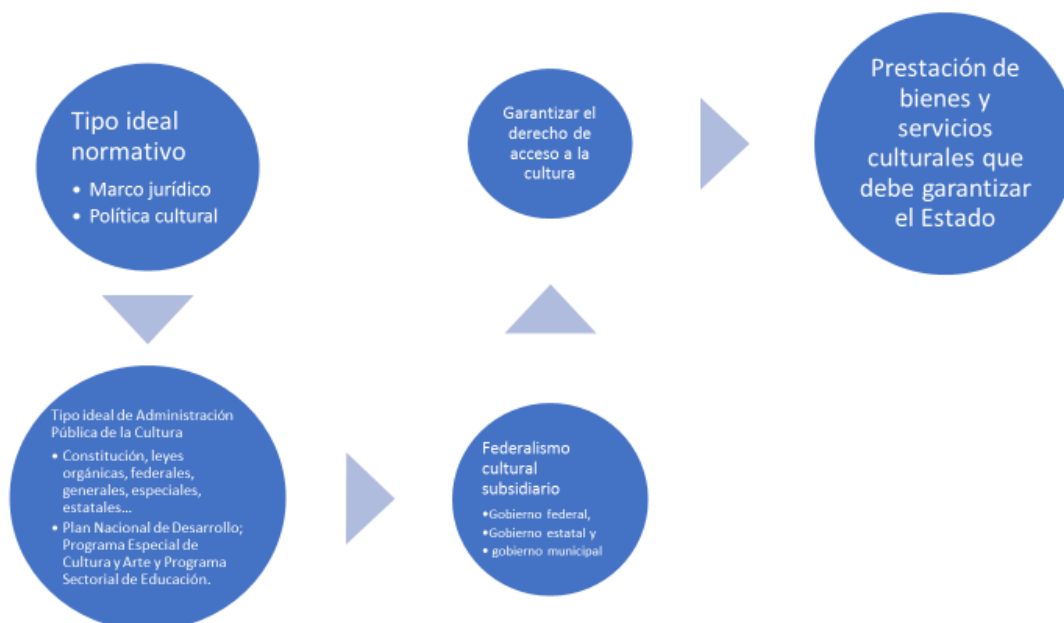 Tipo ideal
normativo
• Marco jurídico
• Política cultural
Tipo ideal de Administración
Pública de la Cultura
• Constitución, leyes
orgánicas, federales,
generales, especiales,
estatales...
• Plan Nacional de Desarrollo;
Programa Especial de
Cultura y Arte y Programa
Sectorial de Educación.
Federalismo
cultural
subsidiario
•Gobierno federal,
•Gobierno estatal y
• gobierno municipal
Garantizar el
derecho de
acceso a la
cultura
Prestación de
bienes y
servicios
culturales que
debe garantizar
el Estado